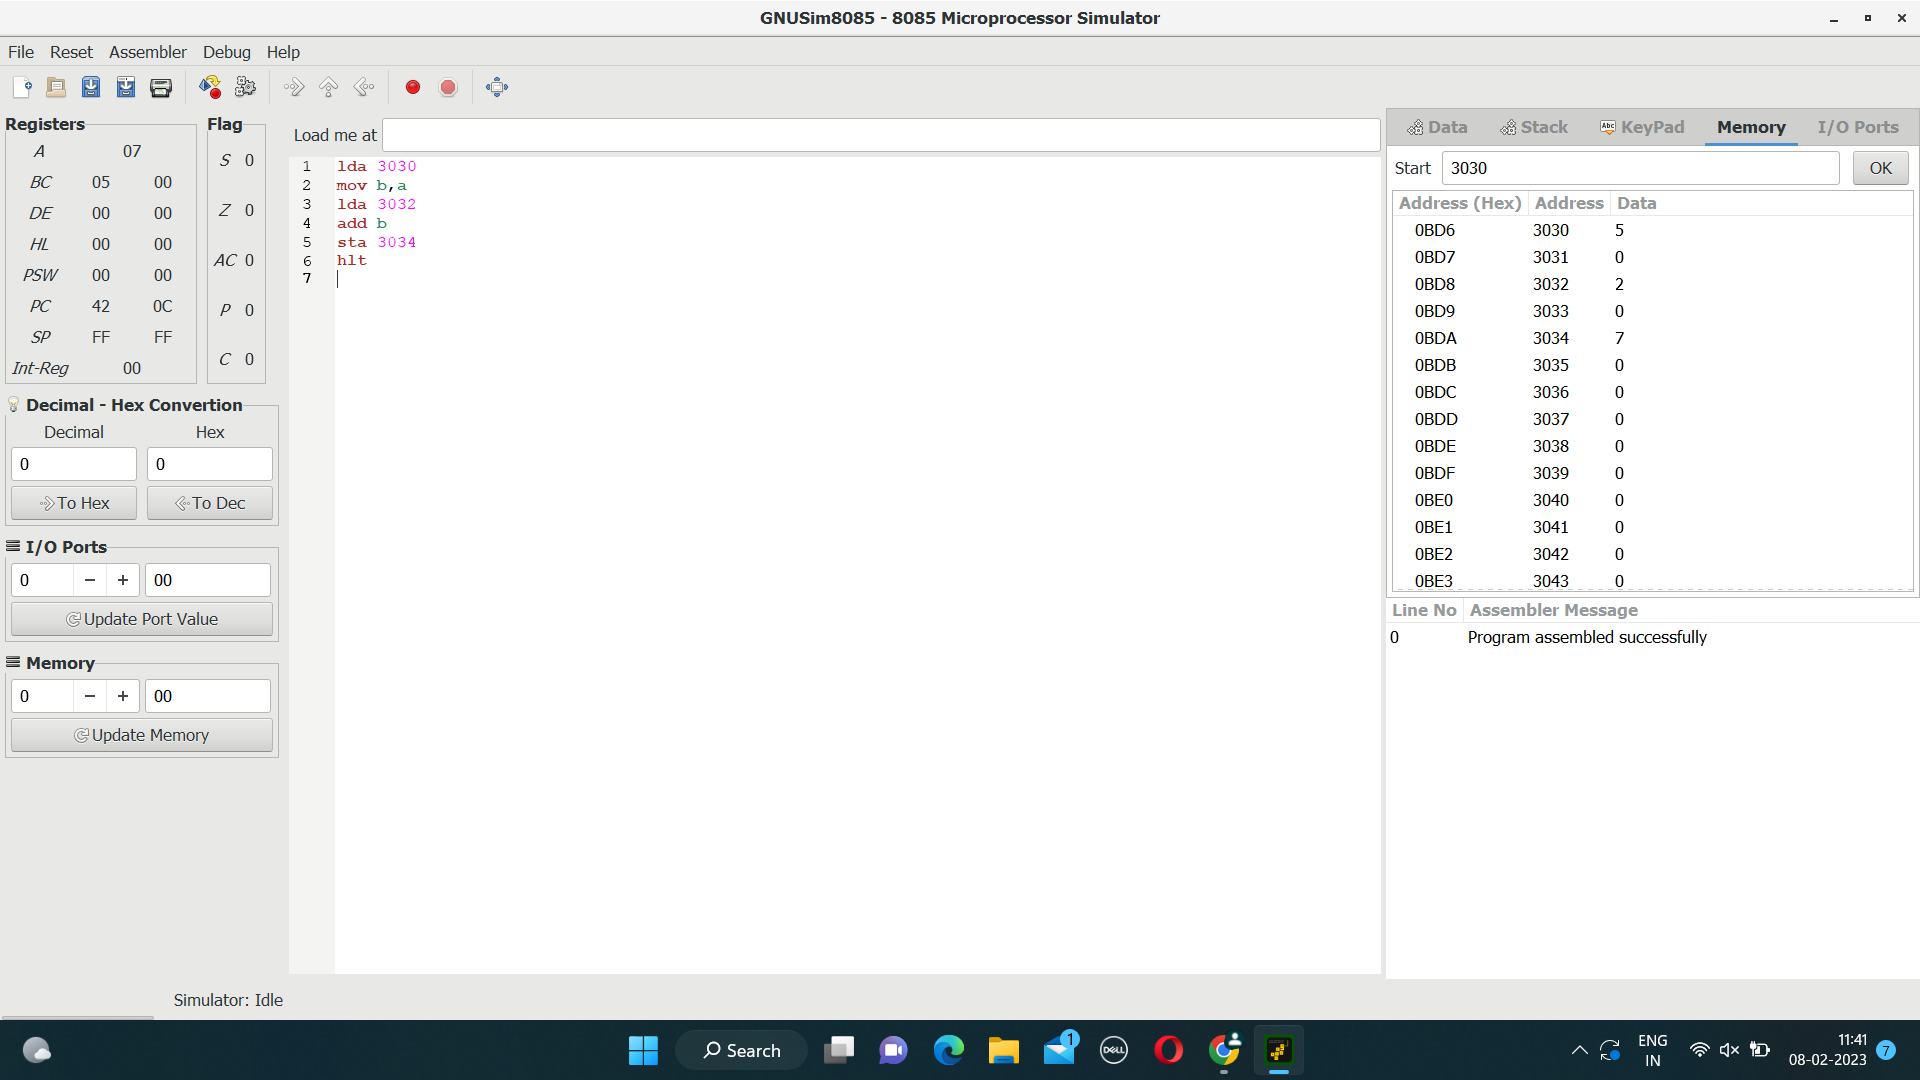 GNUSim8085 - 8085 Microprocessor Simulator
File Reset Assembler Debug Help
Registers
A 07
BC 05 00
DE 00 00
HL 00 00
PSW 00 00
PC 42 0C
SP FF FF
Int-Reg 00
Flag
S 0
Z 0
AC 0
P 0
C 0
Decimal - Hex Convertion
Decimal Hex
0 0
To Hex To Dec
I/O Ports
0 − + 00
Update Port Value
Memory
0 − + 00
Update Memory
Load me at
1 lda 3030
2 mov b,a
3 lda 3032
4 add b
5 sta 3034
6 hlt
7
Data Stack Abc KeyPad Memory I/O Ports
Start 3030 OK
Address (Hex) Address Data
0BD6 3030 5
0BD7 3031 0
0BD8 3032 2
0BD9 3033 0
0BDA 3034 7
0BDB 3035 0
0BDC 3036 0
0BDD 3037 0
0BDE 3038 0
0BDF 3039 0
0BE0 3040 0
0BE1 3041 0
0BE2 3042 0
0BE3 3043 0
Line No Assembler Message
0 Program assembled successfully
Simulator: Idle
Search
1
DELL
ENG
IN
11:41
08-02-2023
7